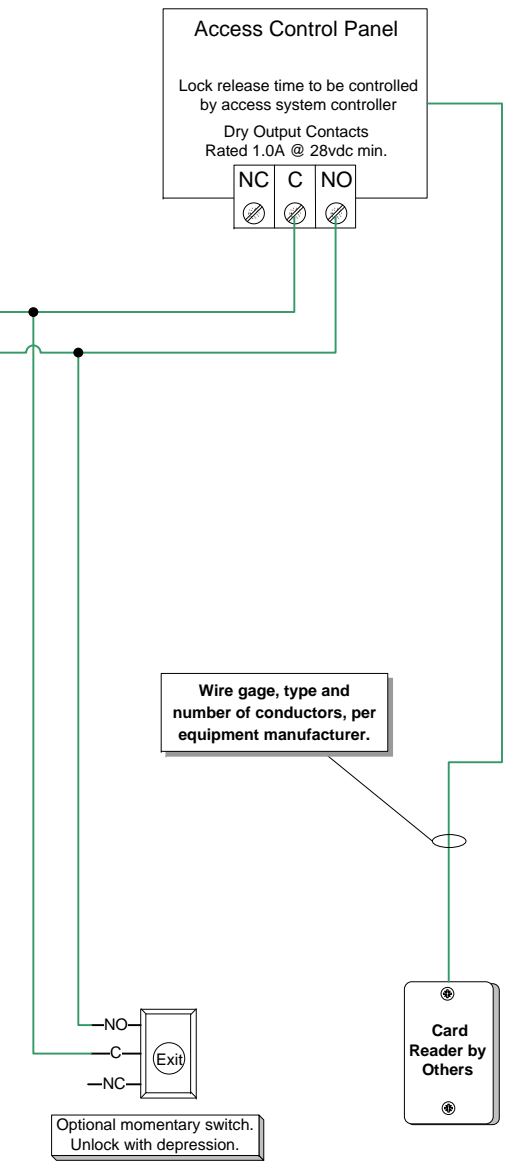 Access Control Panel
Lock release time to be controlled
by access system controller
Dry Output Contacts
Rated 1.0A @ 28vdc min.
NC C NO
Wire gage, type and
number of conductors, per
equipment manufacturer.
NO
C
NC
Exit
Optional momentary switch.
Unlock with depression.
Card
Reader by
Others